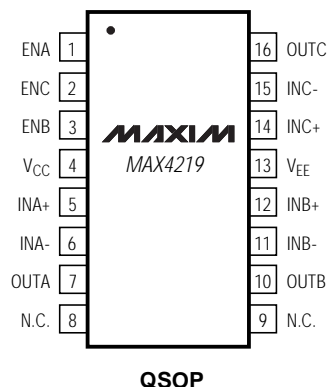 ENA 1 16 OUTC
ENC 2 15 INC-
ENB 3 MAXIM 14 INC+
VCC 4 MAX4219 13 VEE
INA+ 5 12 INB+
INA- 6 11 INB-
OUTA 7 10 OUTB
N.C. 8 9 N.C.
QSOP